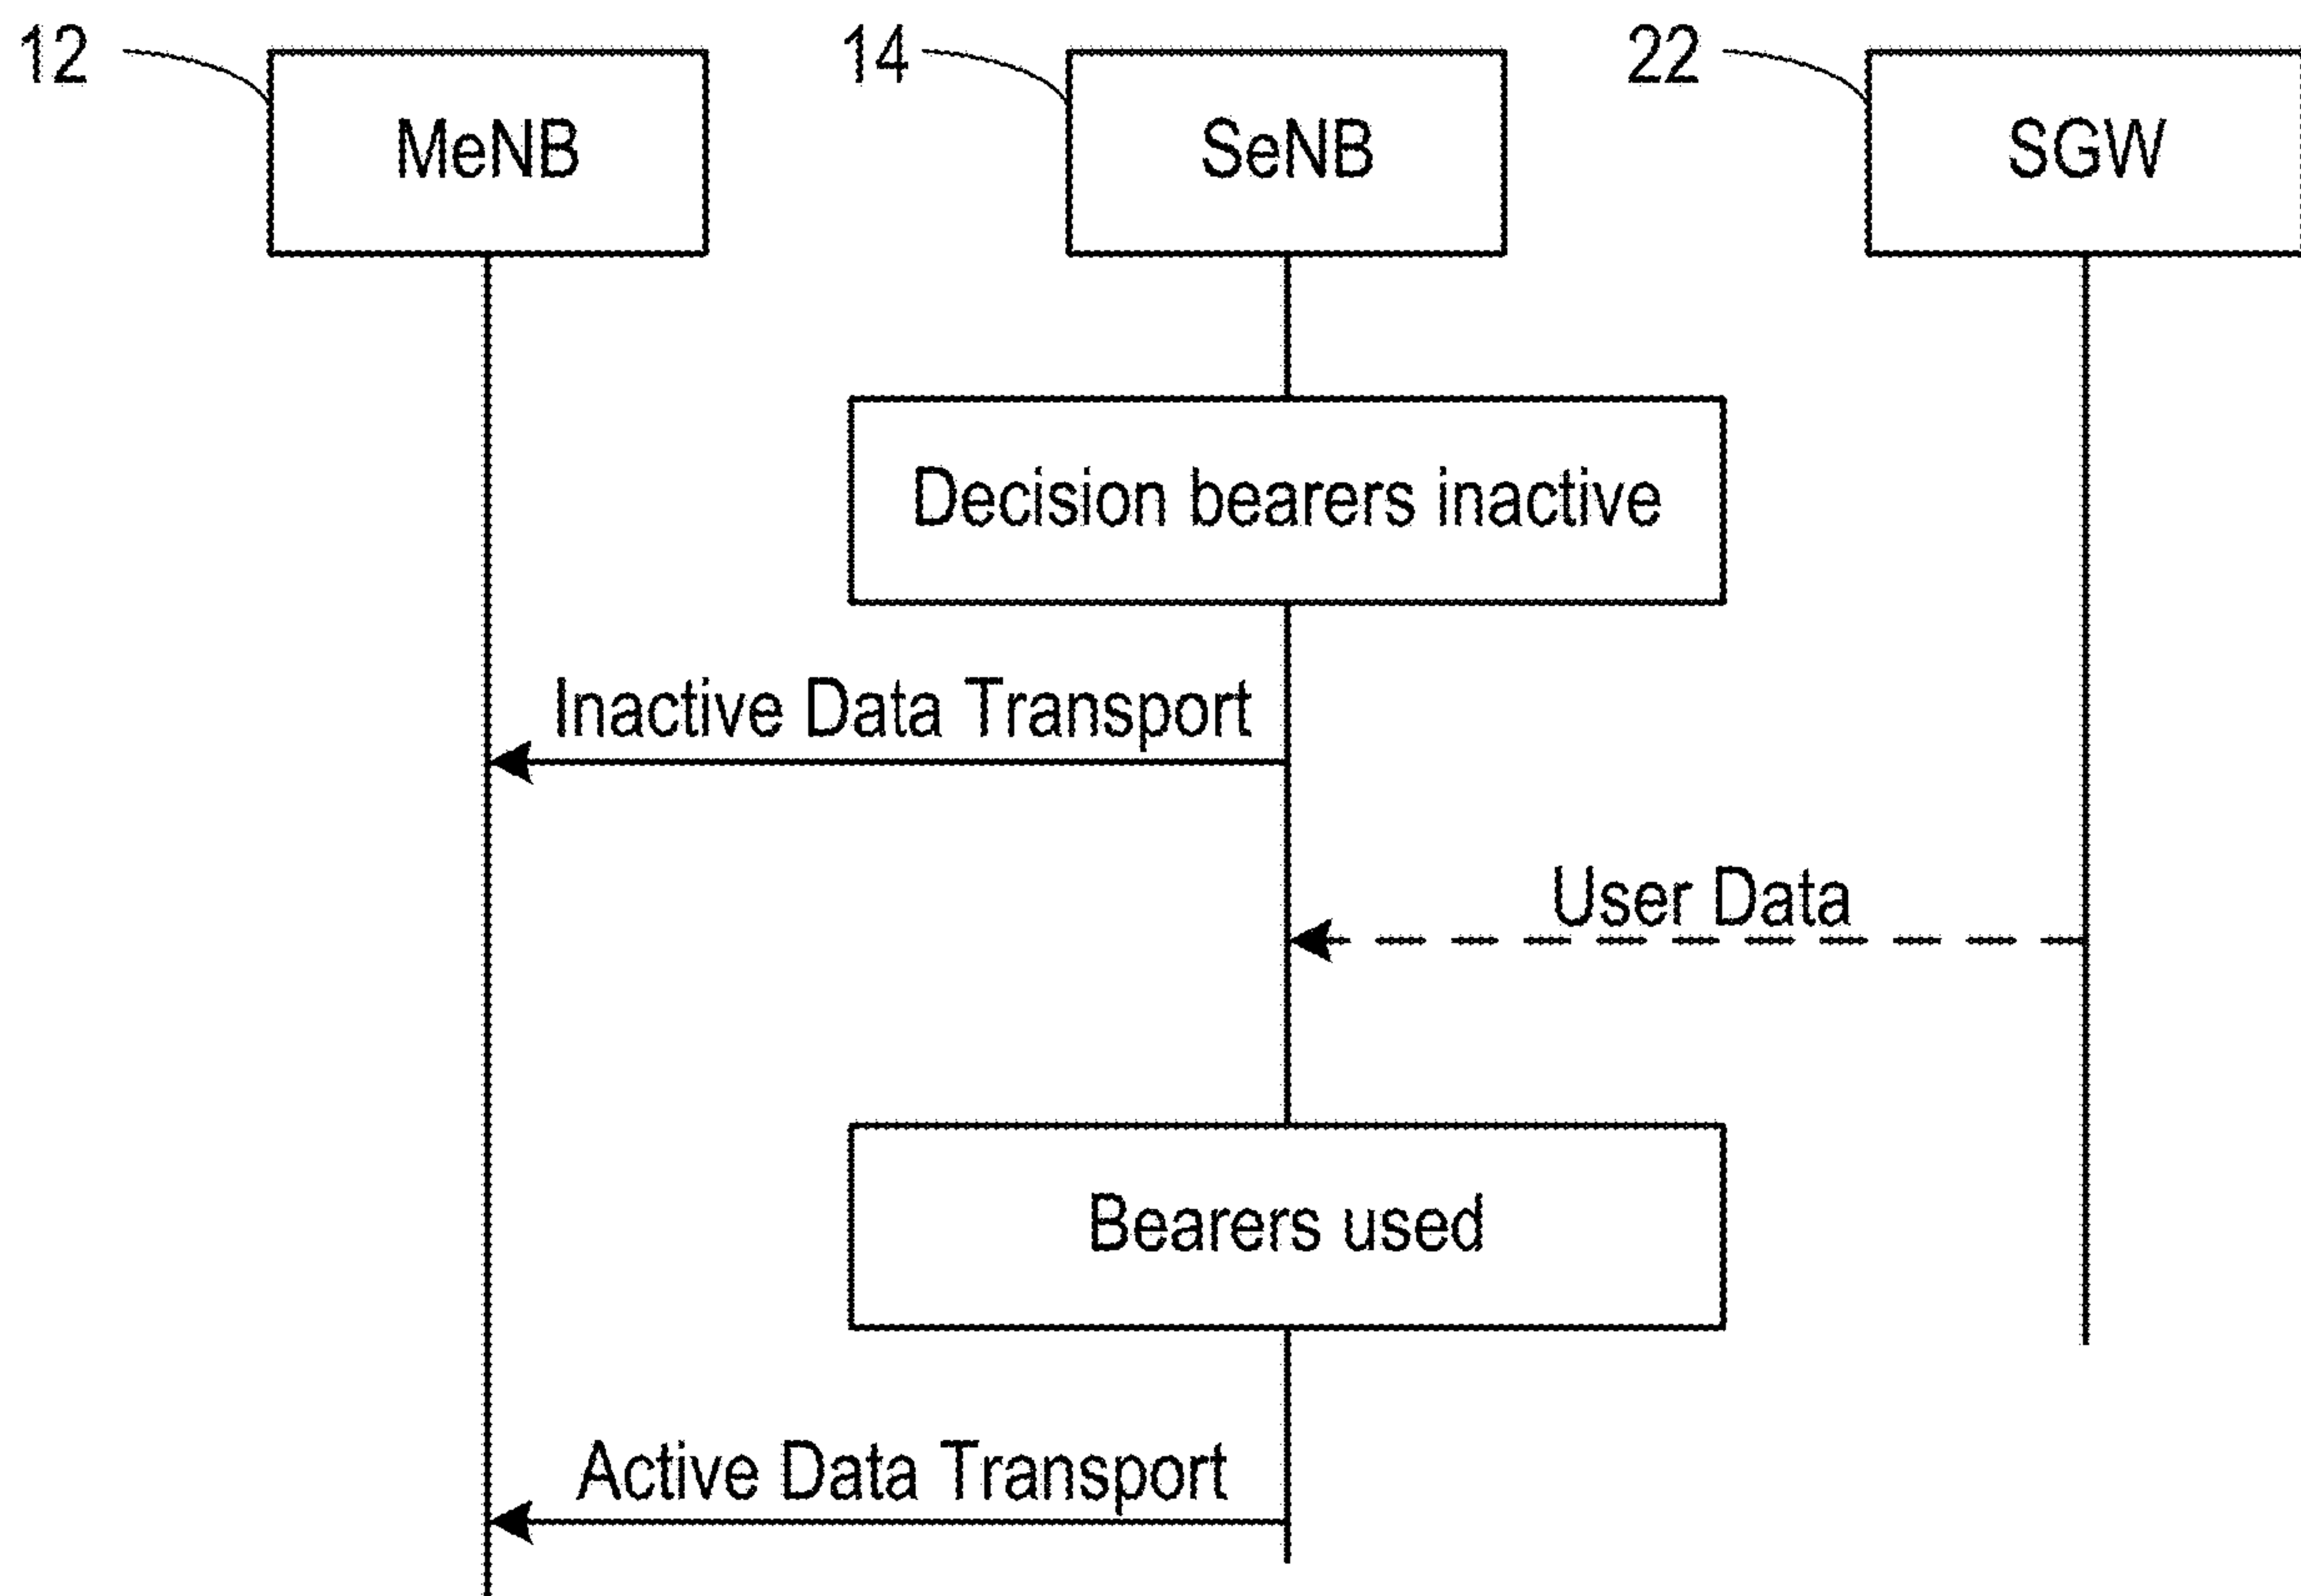 12
MeNB
14
SeNB
22
SGW
Decision bearers inactive
Inactive Data Transport
User Data
Bearers used
Active Data Transport